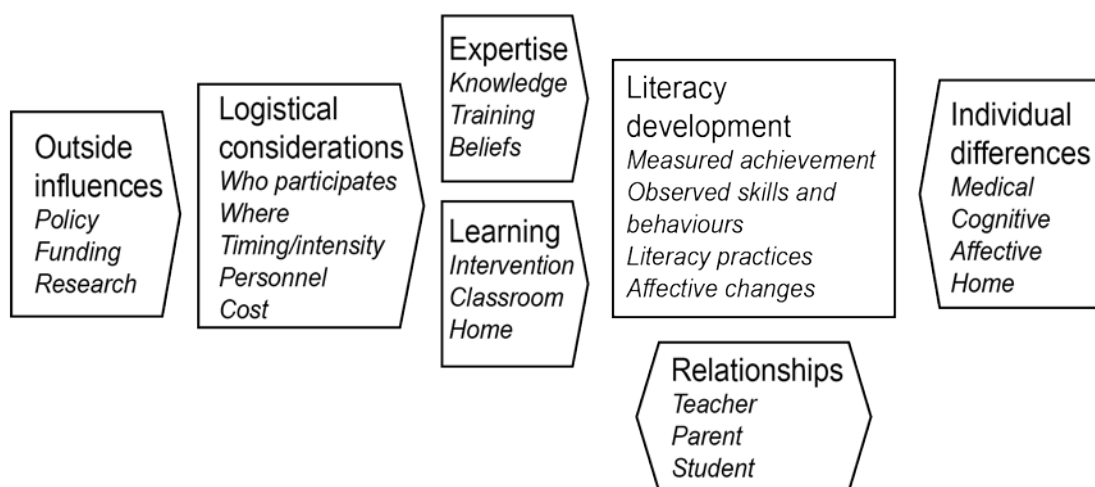 Outside
influences
Policy
Funding
Research
Logistical
considerations
Who participates
Where
Timing/intensity
Personnel
Cost
Expertise
Knowledge
Training
Beliefs
Learning
Intervention
Classroom
Home
Literacy
development
Measured achievement
Observed skills and
behaviours
Literacy practices
Affective changes
Relationships
Teacher
Parent
Student
Individual
differences
Medical
Cognitive
Affective
Home